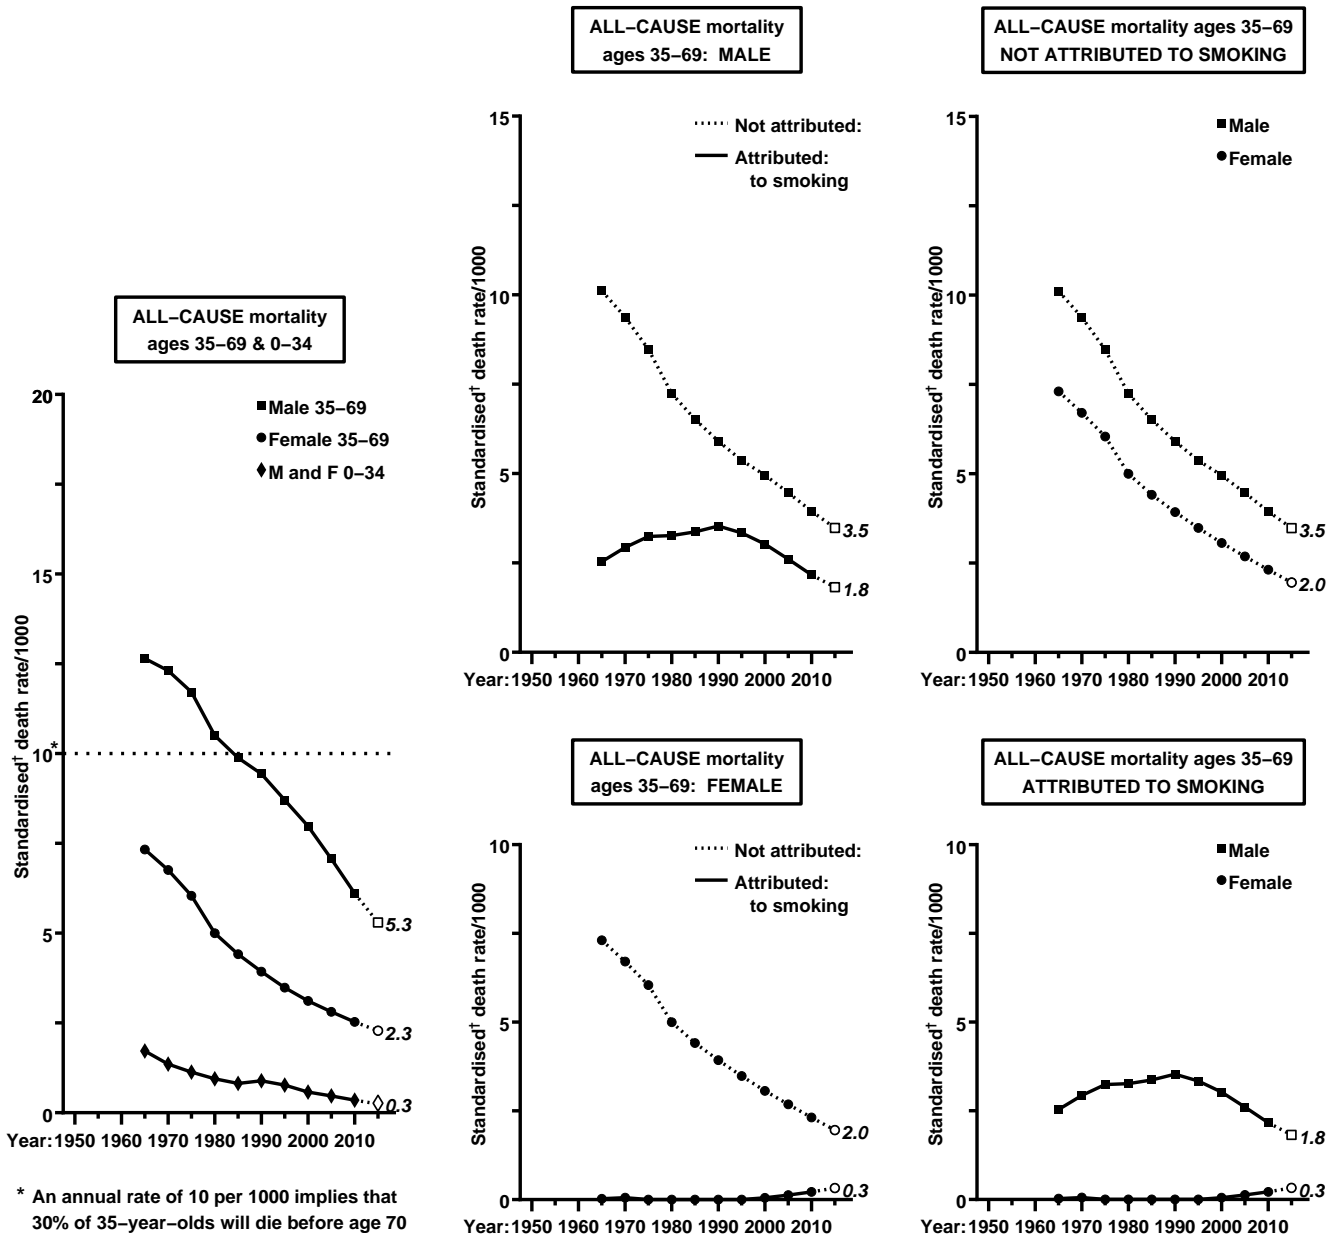 ALL−CAUSE mortality
ages 35−69 & 0−34
20
15
10*
5
0
Standardised† death rate/1000
Male 35−69
Female 35−69
M and F 0−34
5.3
2.3
0.3
Year: 1950 1960 1970 1980 1990 2000 2010
* An annual rate of 10 per 1000 implies that
30% of 35−year−olds will die before age 70
ALL−CAUSE mortality
ages 35−69: MALE
15
10
5
0
Standardised† death rate/1000
Not attributed:
Attributed:
to smoking
3.5
1.8
Year: 1950 1960 1970 1980 1990 2000 2010
ALL−CAUSE mortality ages 35−69
NOT ATTRIBUTED TO SMOKING
15
10
5
0
Standardised† death rate/1000
Male
Female
3.5
2.0
Year: 1950 1960 1970 1980 1990 2000 2010
ALL−CAUSE mortality
ages 35−69: FEMALE
10
5
0
Standardised† death rate/1000
Not attributed:
Attributed:
to smoking
2.0
0.3
Year: 1950 1960 1970 1980 1990 2000 2010
ALL−CAUSE mortality ages 35−69
ATTRIBUTED TO SMOKING
10
5
0
Standardised† death rate/1000
Male
Female
1.8
0.3
Year: 1950 1960 1970 1980 1990 2000 2010